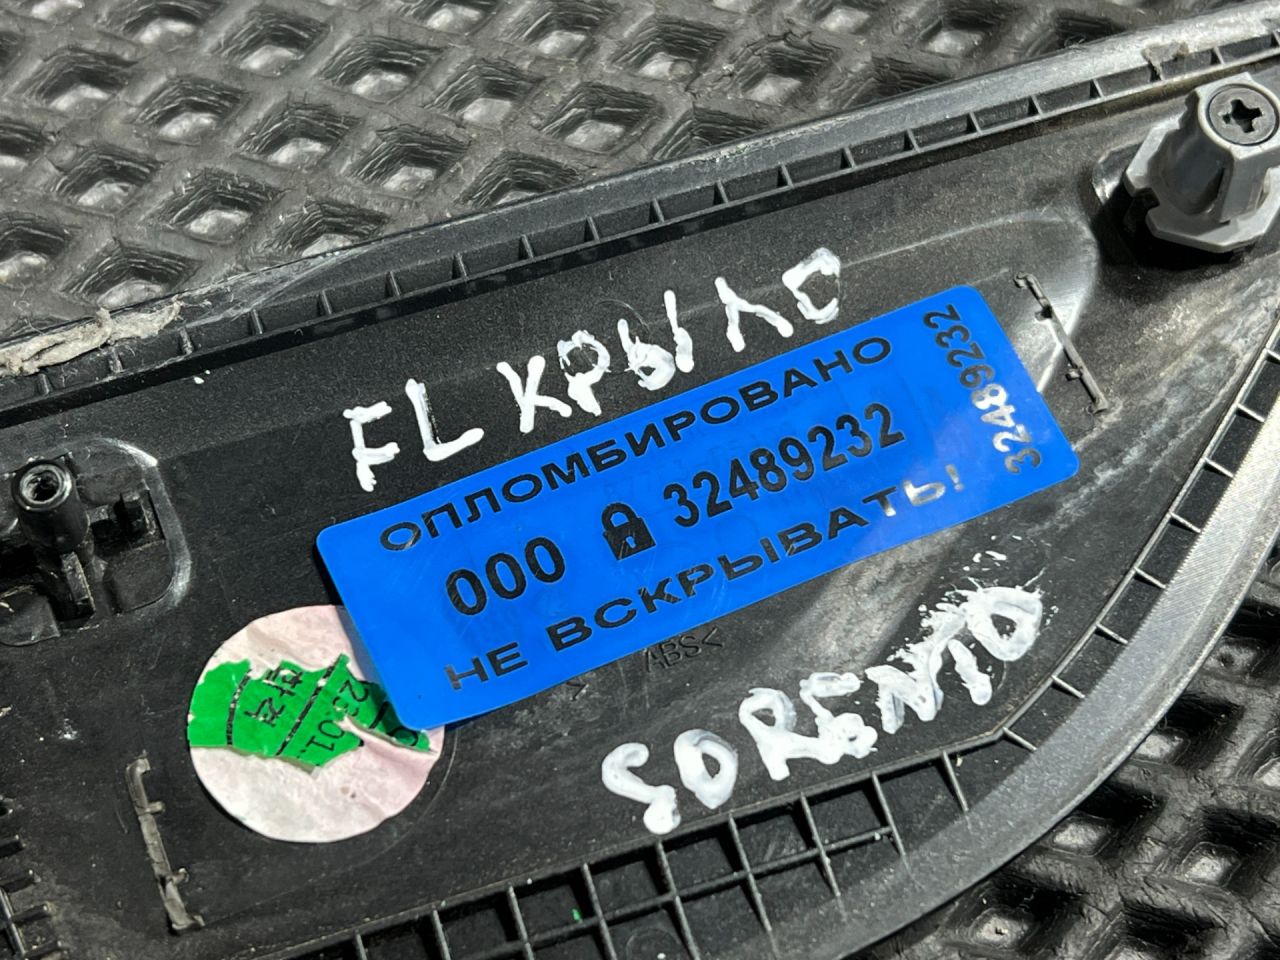 FL КРЫЛО
ОПЛОМБИРОВАНО
000 32489232
НЕ ВСКРЫВАТЬ!
32489232
ABS<
SORENTO